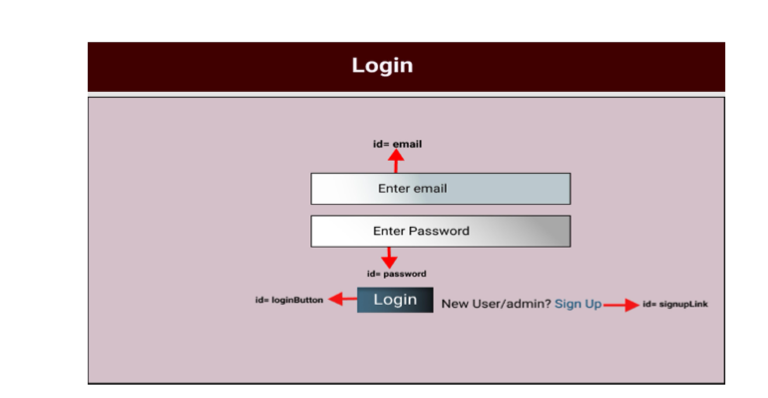 Login
id= email
Enter email
Enter Password
id= password
id= loginButton Login New User/admin? Sign Up id= signupLink